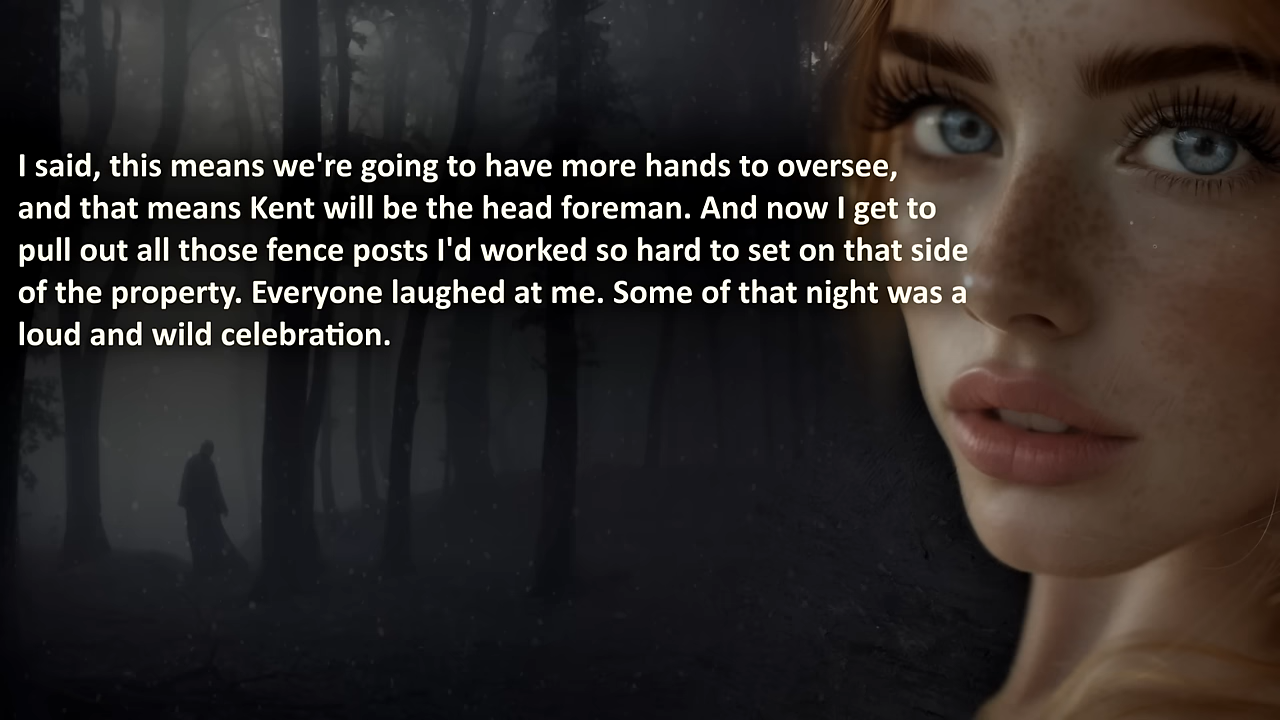 I said, this means we're going to have more hands to oversee,
and that means Kent will be the head foreman. And now I get to
pull out all those fence posts I'd worked so hard to set on that side
of the property. Everyone laughed at me. Some of that night was a
loud and wild celebration.